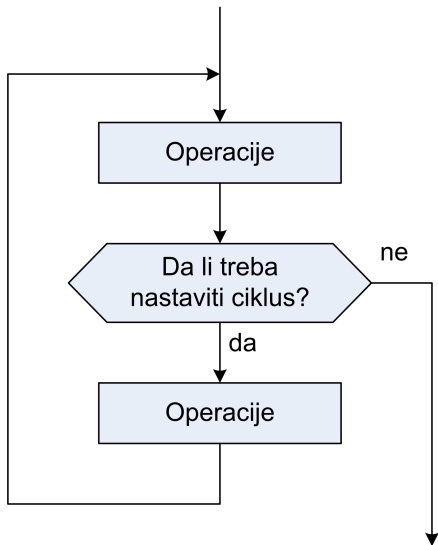 Operacije
Da li treba
nastaviti ciklus?
ne
da
Operacije